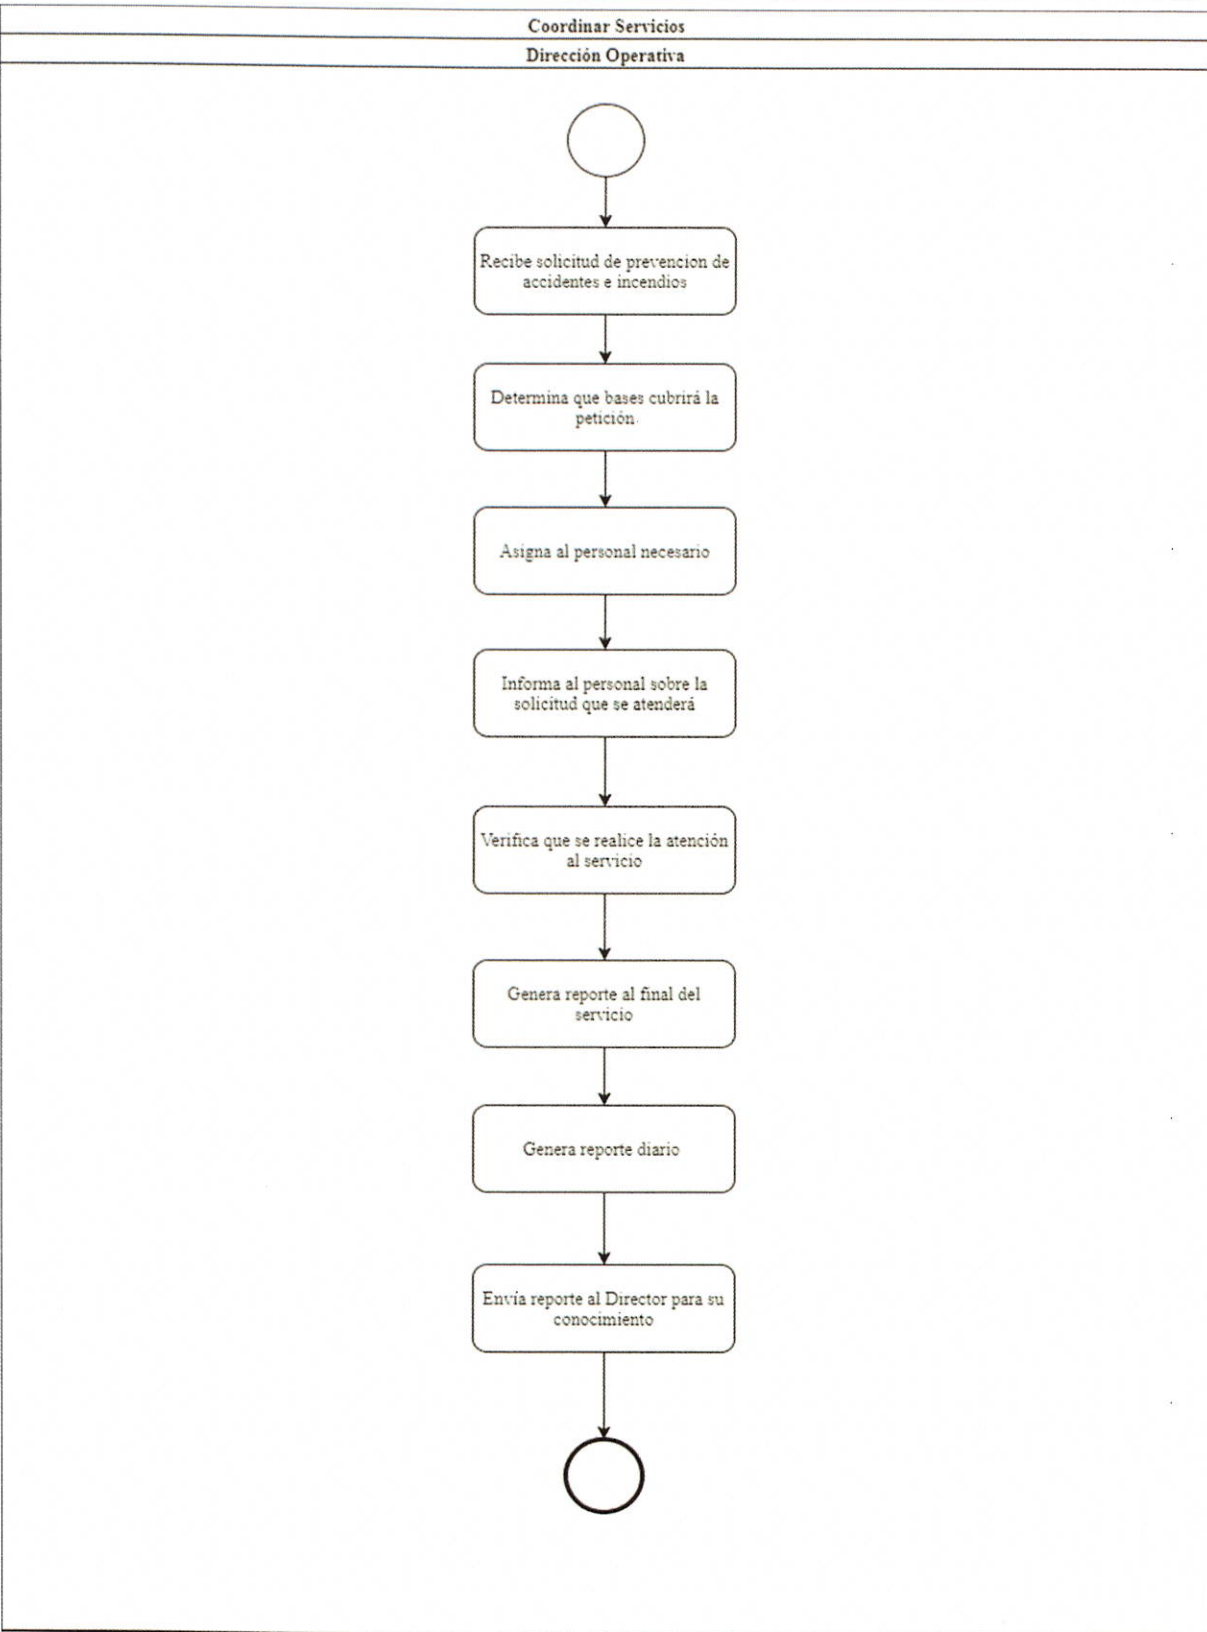 Coordinar Servicios
Dirección Operativa
Recibe solicitud de prevencion de
accidentes e incendios
Determina que bases cubrirá la
petición.
Asigna al personal necesario
Informa al personal sobre la
solicitud que se atenderá
Verifica que se realice la atención
al servicio
Genera reporte al final del
servicio
Genera reporte diario
Envía reporte al Director para su
conocimiento